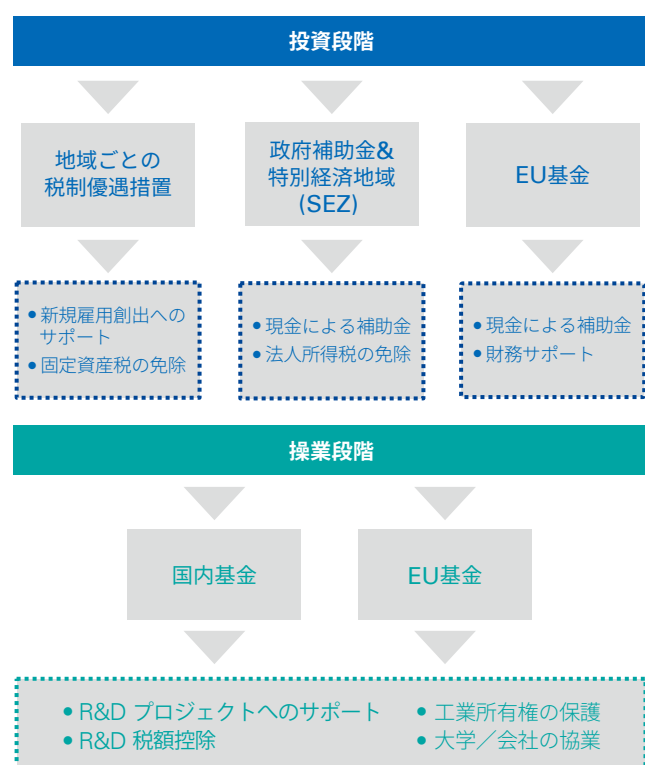 投資段階
地域ごとの
税制優遇措置
政府補助金&
特別経済地域
(SEZ)
EU基金
• 新規雇用創出への
サポート
• 固定資産税の免除
• 現金による補助金
• 法人所得税の免除
• 現金による補助金
• 財務サポート
操業段階
国内基金
EU基金
• R&D プロジェクトへのサポート
• R&D 税額控除
• 工業所有権の保護
• 大学／会社の協業